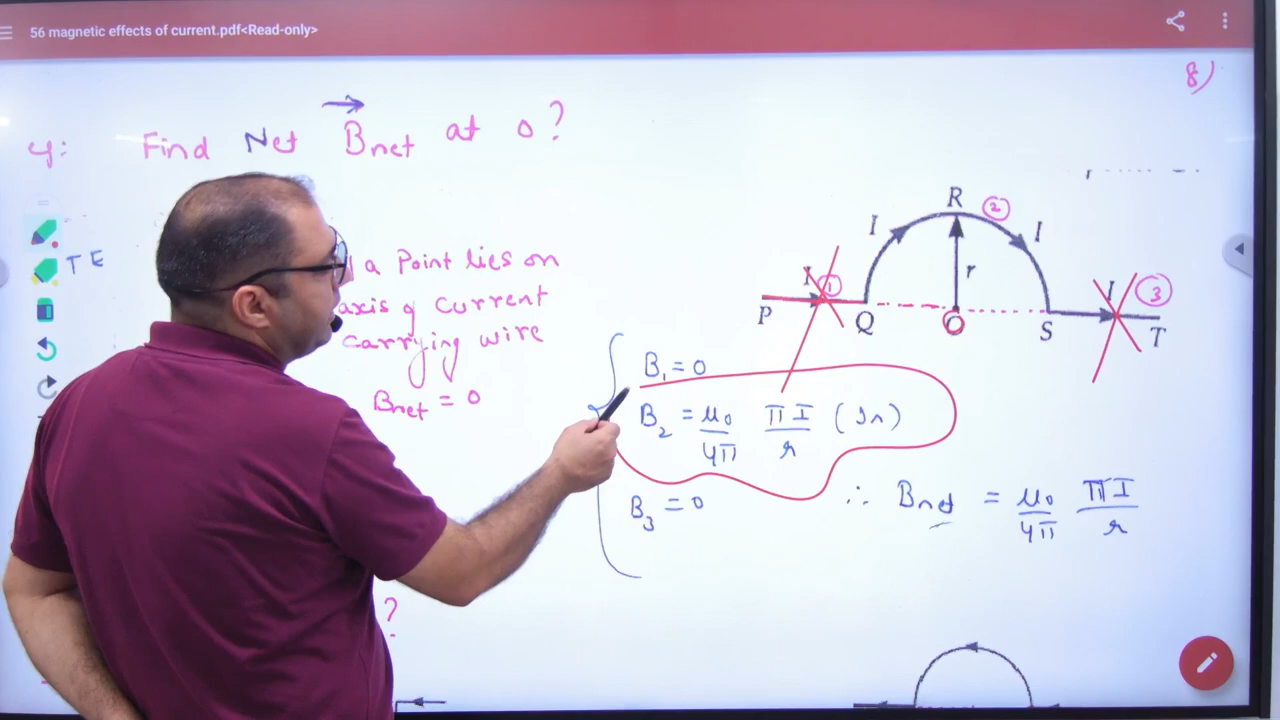 56 magnetic effects of current.pdf<Read-only>
8)
4: Find Net Bnet at O?
T E
a Point lies on
axis of Current
Carrying wire
Bnet = 0
R ②
I I
r
I ① I ③
P Q O S T
B₁ = 0
B₂ = μ₀/4π πI/r (In)
B₃ = 0
∴ Bnet = μ₀/4π πI/r
?